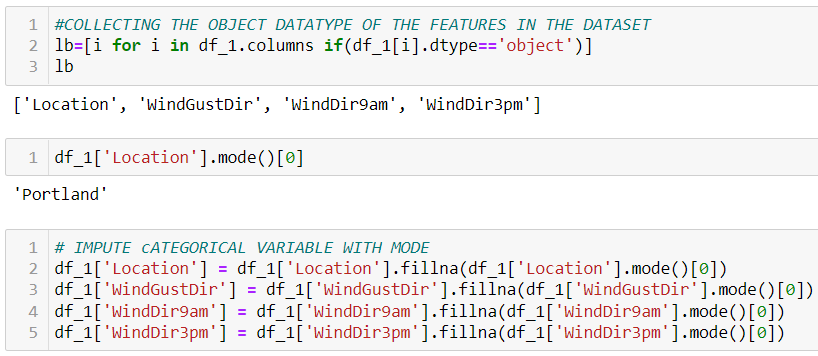 1 #COLLECTING THE OBJECT DATATYPE OF THE FEATURES IN THE DATASET
2 lb=[i for i in df_1.columns if(df_1[i].dtype=='object')]
3 lb
['Location', 'WindGustDir', 'WindDir9am', 'WindDir3pm']
1 df_1['Location'].mode()[0]
'Portland'
1 # IMPUTE cATEGORICAL VARIABLE WITH MODE
2 df_1['Location'] = df_1['Location'].fillna(df_1['Location'].mode()[0])
3 df_1['WindGustDir'] = df_1['WindGustDir'].fillna(df_1['WindGustDir'].mode()[0])
4 df_1['WindDir9am'] = df_1['WindDir9am'].fillna(df_1['WindDir9am'].mode()[0])
5 df_1['WindDir3pm'] = df_1['WindDir3pm'].fillna(df_1['WindDir3pm'].mode()[0])